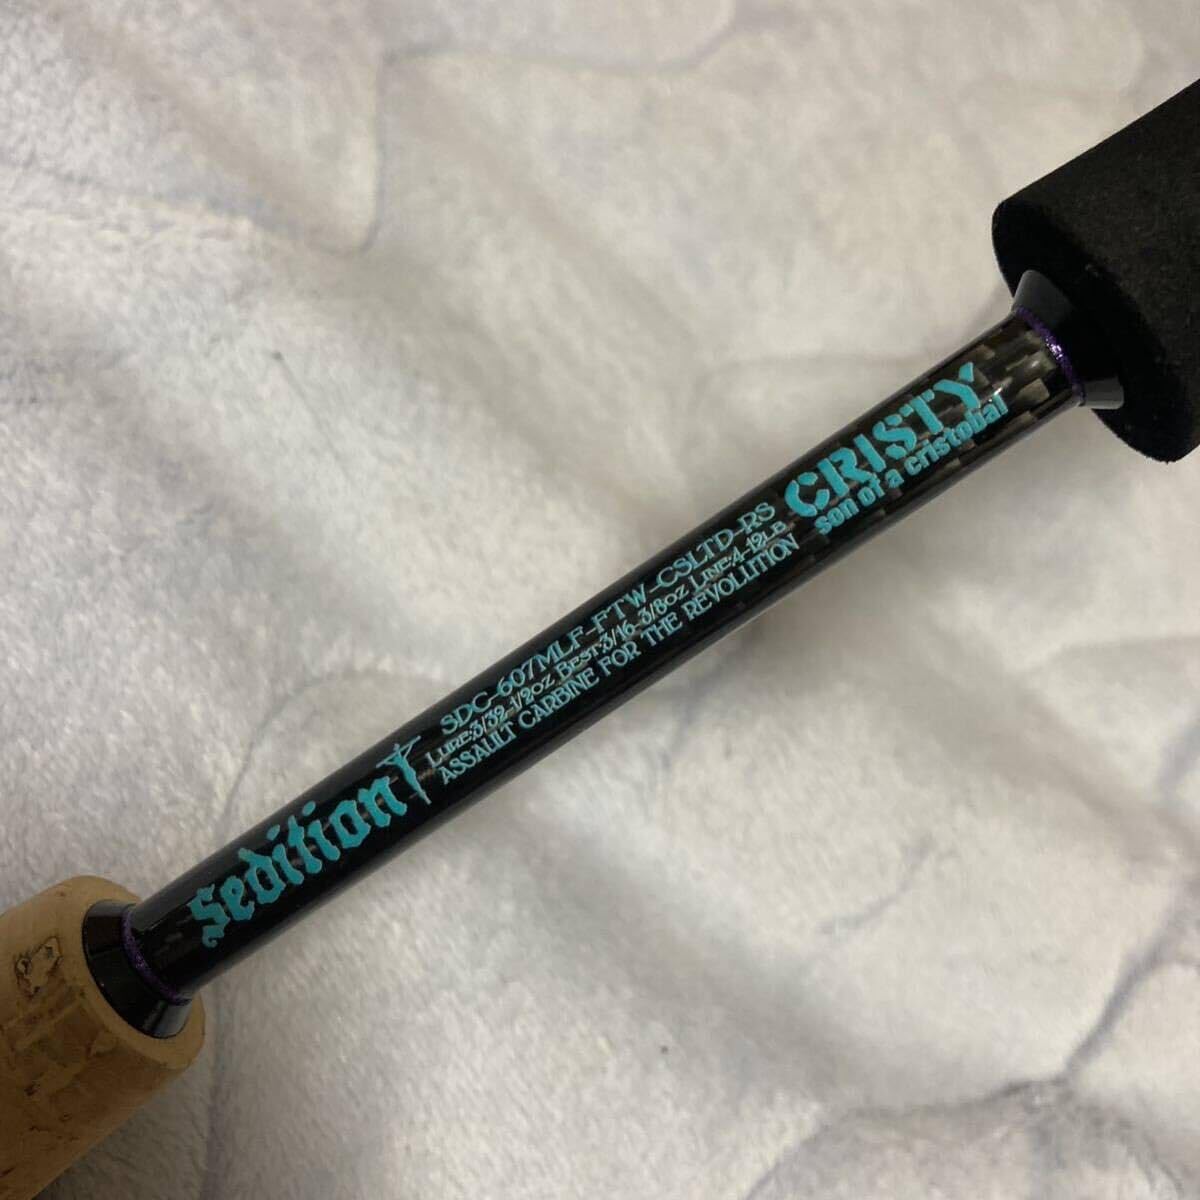 sedition
SDC-607MLF-FTW-CSLTD-RS
LURE:3/32-1/2OZ BEST:3/16-3/8OZ LINE:4-12LB
ASSAULT CARBINE FOR THE REVOLUTION
CRISTY
son of a cristobal